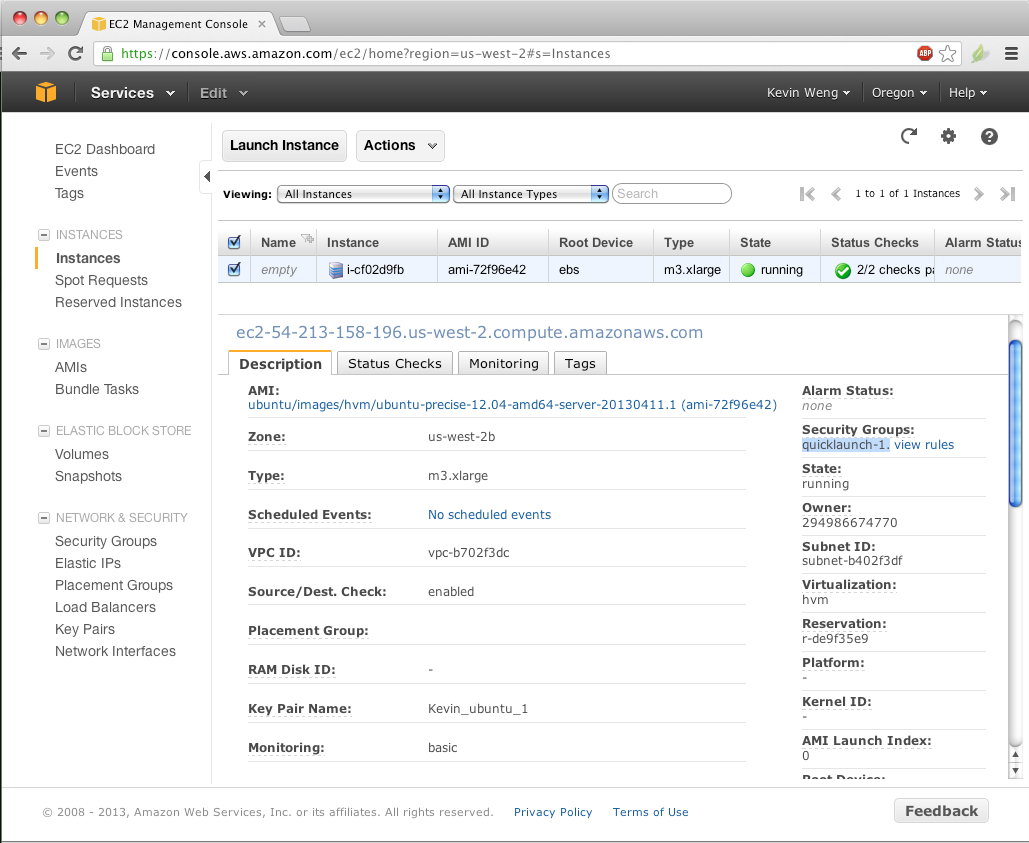 EC2 Management Console
https://console.aws.amazon.com/ec2/home?region=us-west-2#s=Instances
ABP
Services Edit Kevin Weng Oregon Help
EC2 Dashboard
Events
Tags
INSTANCES
Instances
Spot Requests
Reserved Instances
IMAGES
AMIs
Bundle Tasks
ELASTIC BLOCK STORE
Volumes
Snapshots
NETWORK & SECURITY
Security Groups
Elastic IPs
Placement Groups
Load Balancers
Key Pairs
Network Interfaces
Launch Instance Actions
Viewing: All Instances All Instance Types Search 1 to 1 of 1 Instances
Name Instance AMI ID Root Device Type State Status Checks Alarm Status
empty i-cf02d9fb ami-72f96e42 ebs m3.xlarge running 2/2 checks pa none
ec2-54-213-158-196.us-west-2.compute.amazonaws.com
Description Status Checks Monitoring Tags
AMI:
ubuntu/images/hvm/ubuntu-precise-12.04-amd64-server-20130411.1 (ami-72f96e42)
Zone: us-west-2b
Type: m3.xlarge
Scheduled Events: No scheduled events
VPC ID: vpc-b702f3dc
Source/Dest. Check: enabled
Placement Group:
RAM Disk ID: -
Key Pair Name: Kevin_ubuntu_1
Monitoring: basic
Alarm Status:
none
Security Groups:
quicklaunch-1. view rules
State:
running
Owner:
294986674770
Subnet ID:
subnet-b402f3df
Virtualization:
hvm
Reservation:
r-de9f35e9
Platform:
-
Kernel ID:
-
AMI Launch Index:
0
Root Device:
© 2008 - 2013, Amazon Web Services, Inc. or its affiliates. All rights reserved. Privacy Policy Terms of Use Feedback